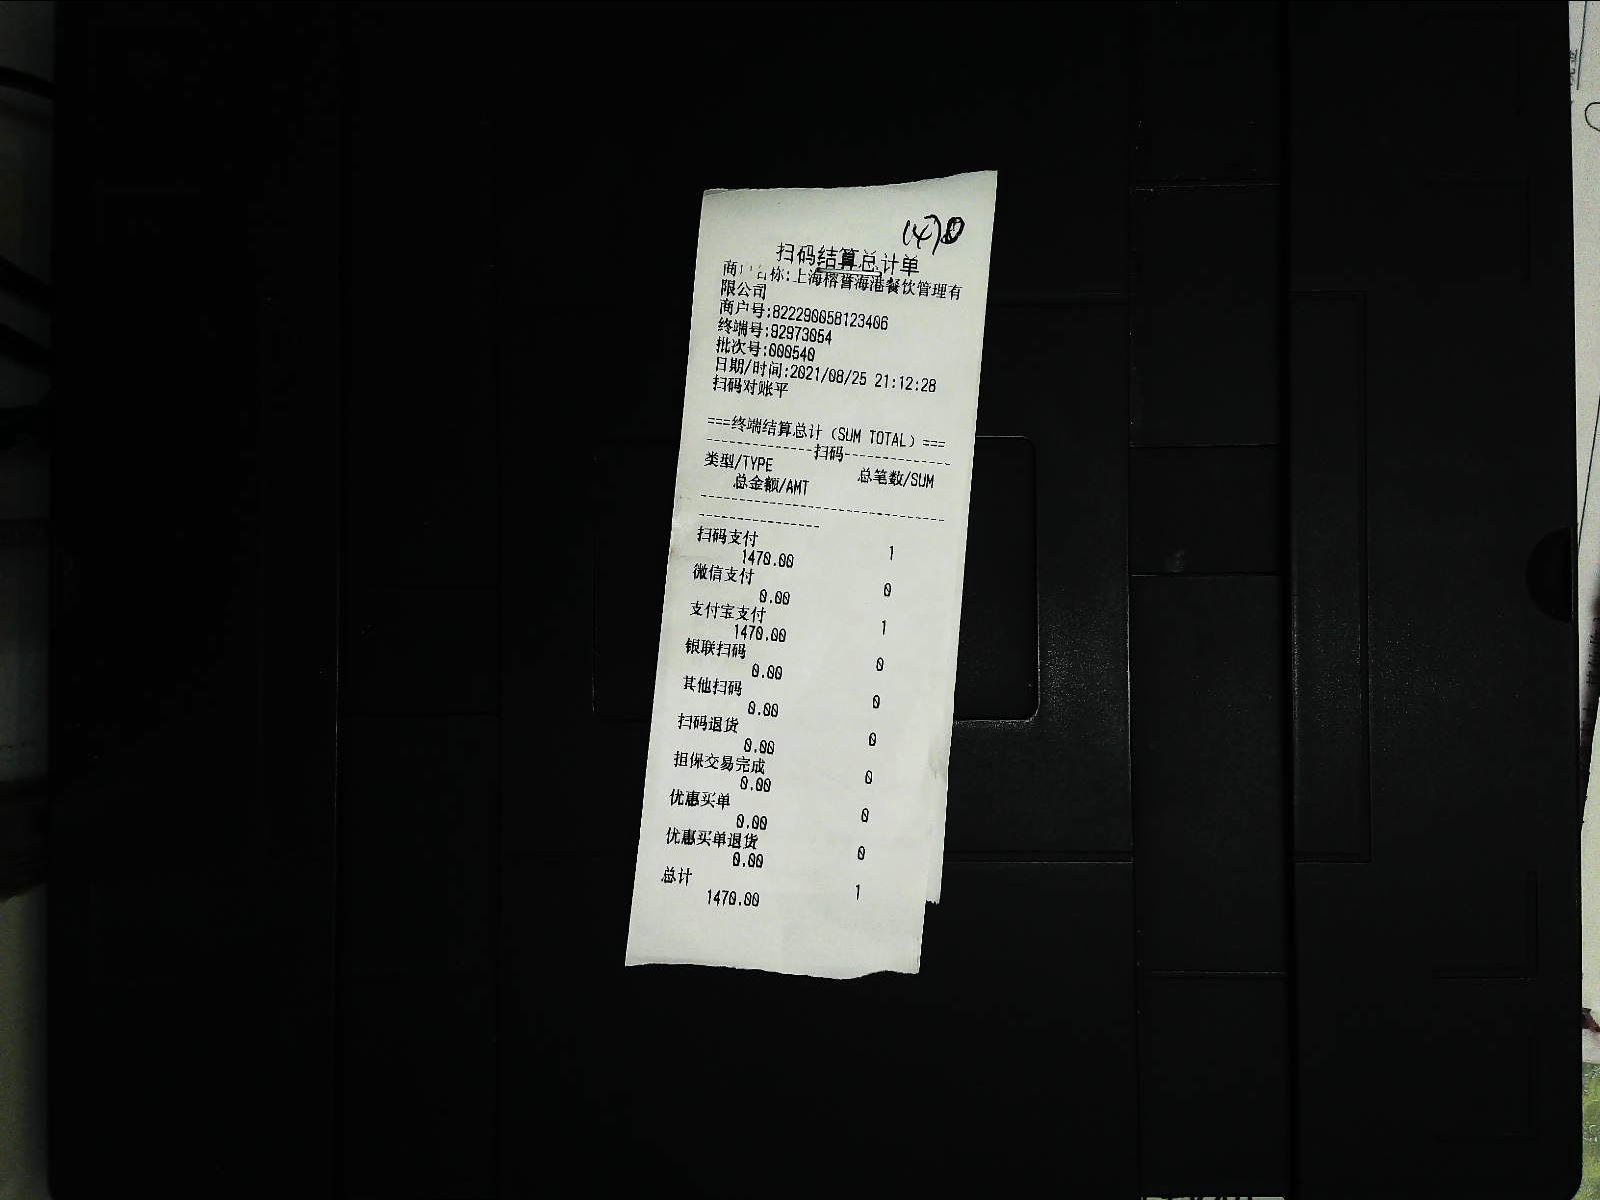 1470
扫码结算总计单
商户名称:上海榕誉海港餐饮管理有
限公司
商户号:822290058123406
终端号:92973054
批次号:000540
日期/时间:2021/08/25 21:12:28
扫码对账平
===终端结算总计（SUM TOTAL）===
--------------扫码--------------
类型/TYPE 总笔数/SUM
总金额/AMT
扫码支付 1
1470.00
微信支付 0
0.00
支付宝支付 1
1470.00
银联扫码 0
0.00
其他扫码 0
0.00
扫码退货 0
0.00
担保交易完成 0
0.00
优惠买单 0
0.00
优惠买单退货 0
0.00
总计 1
1470.00